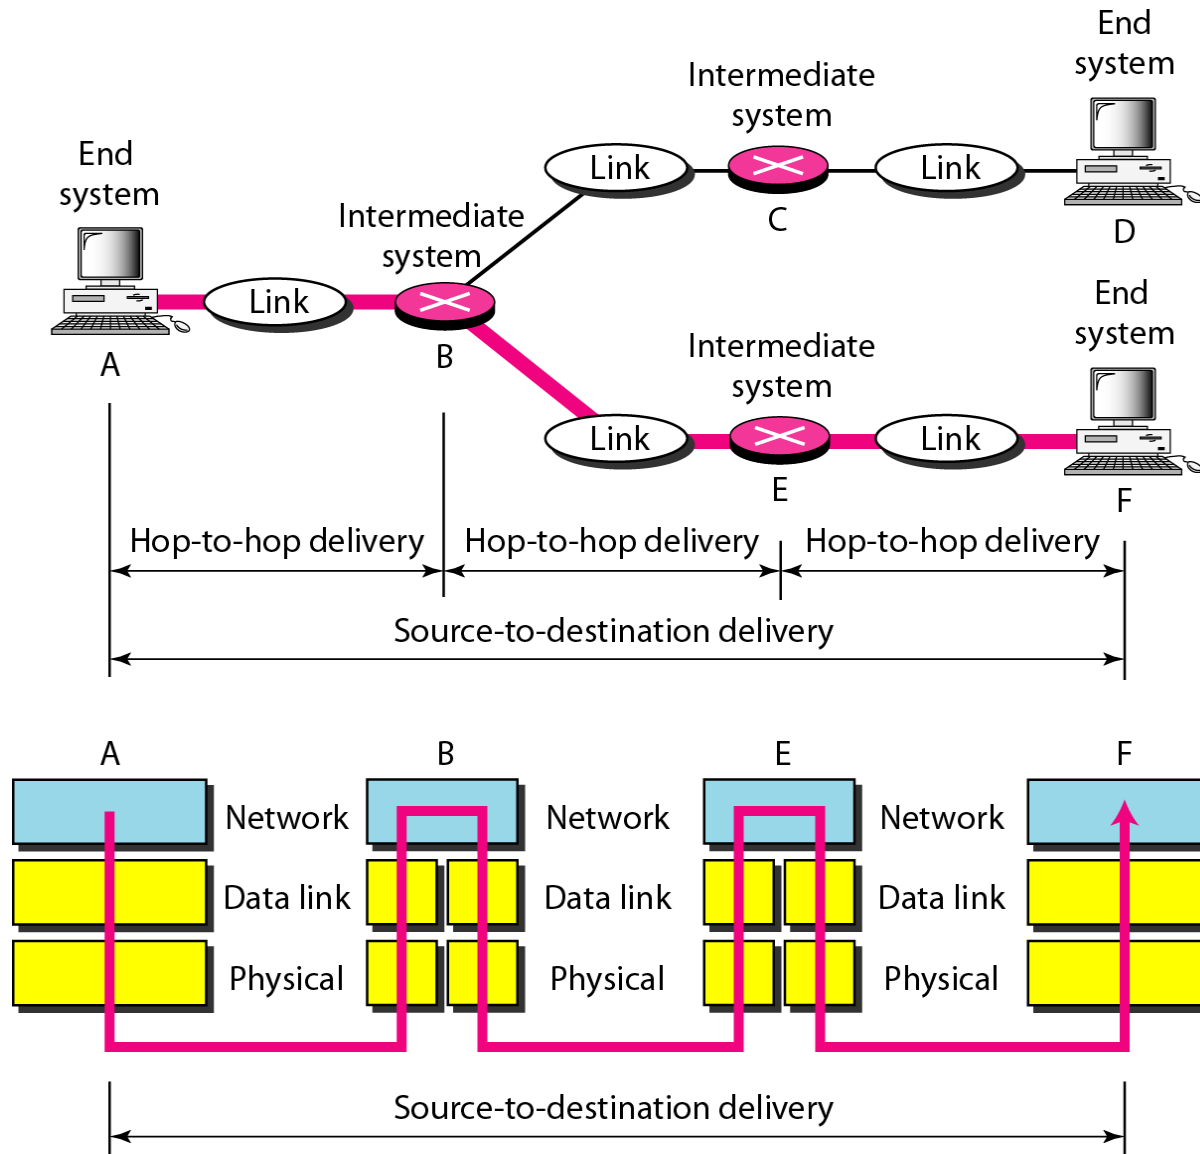 End
system
Intermediate
system
Link
Link
C
D
End
system
Intermediate
system
Link
A
B
End
system
Intermediate
system
Link
Link
E
F
Hop-to-hop delivery
Hop-to-hop delivery
Hop-to-hop delivery
Source-to-destination delivery
A
B
E
F
Network
Network
Network
Data link
Data link
Data link
Physical
Physical
Physical
Source-to-destination delivery